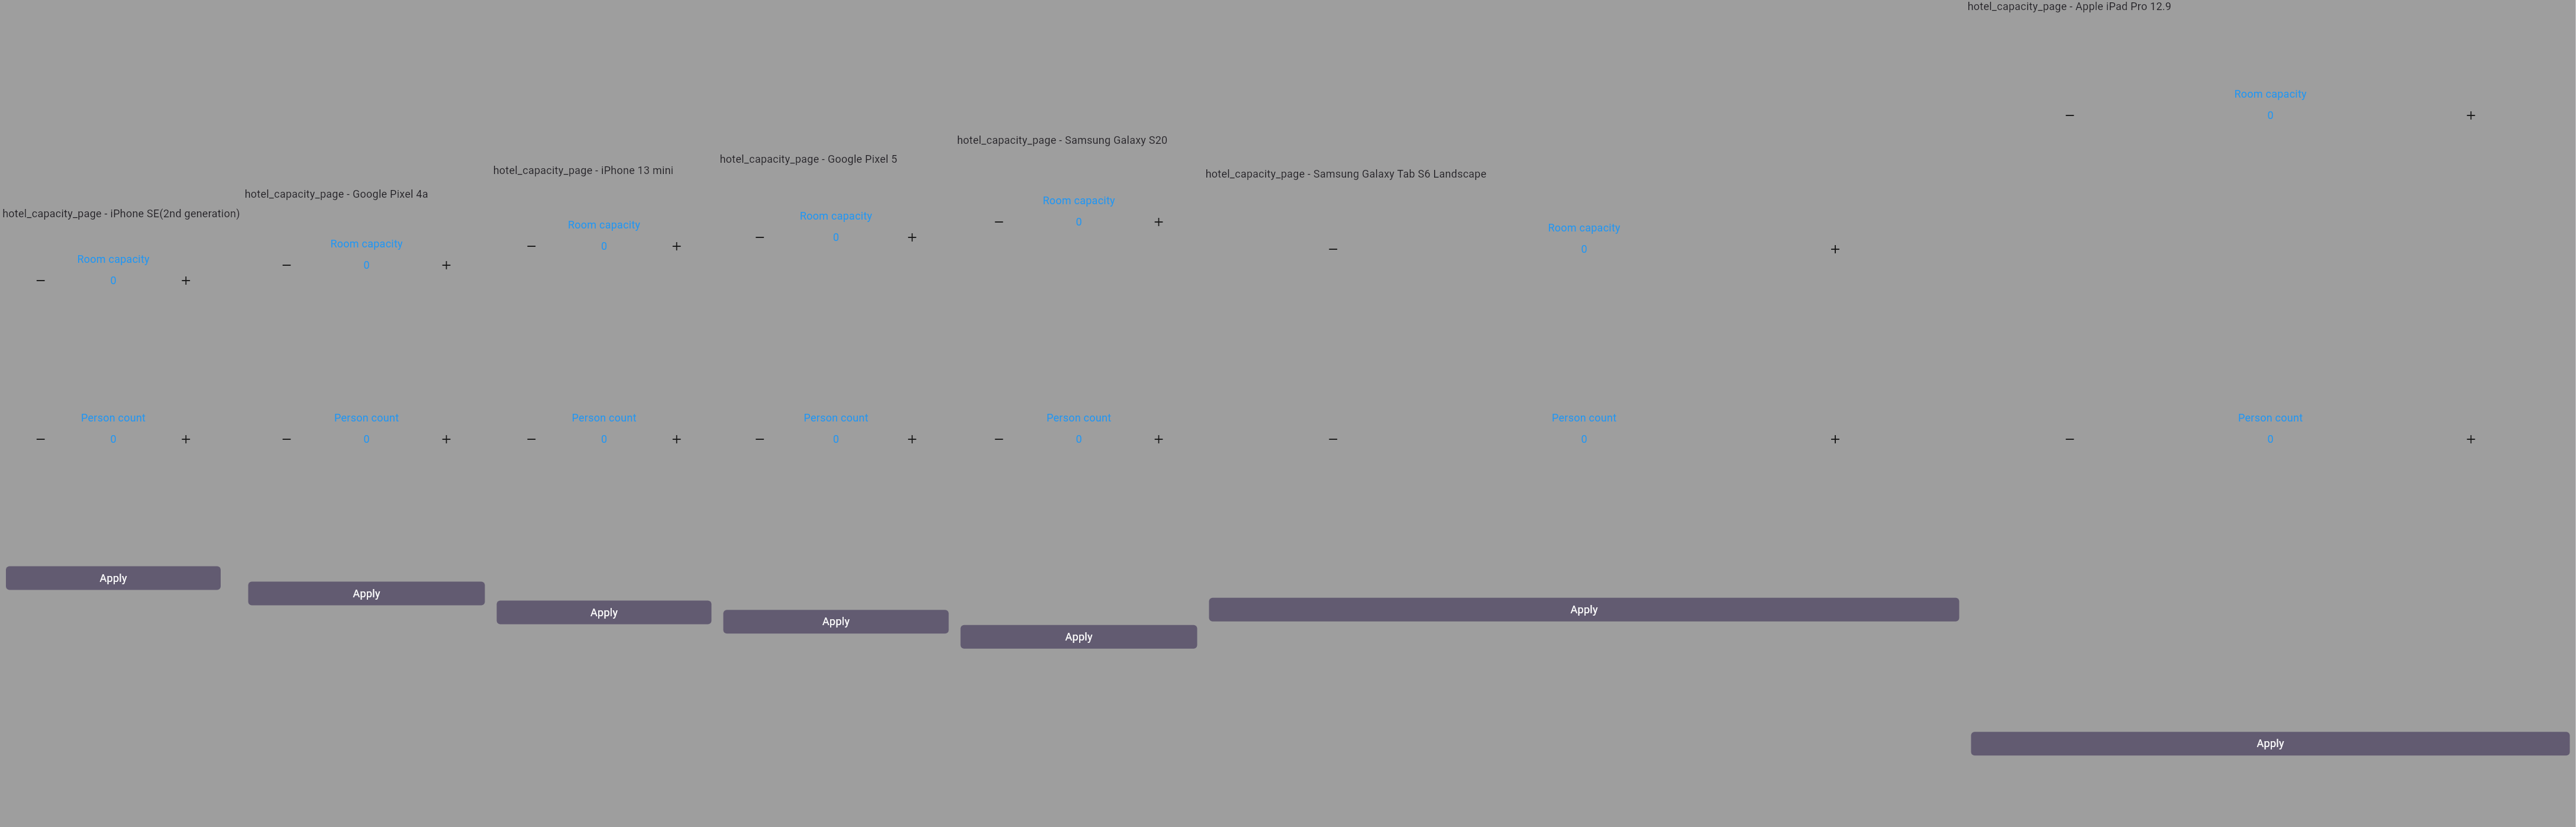 hotel_capacity_page - iPhone SE(2nd generation)
Room capacity
− 0 +
Person count
− 0 +
Apply
hotel_capacity_page - Google Pixel 4a
Room capacity
− 0 +
Person count
− 0 +
Apply
hotel_capacity_page - iPhone 13 mini
Room capacity
− 0 +
Person count
− 0 +
Apply
hotel_capacity_page - Google Pixel 5
Room capacity
− 0 +
Person count
− 0 +
Apply
hotel_capacity_page - Samsung Galaxy S20
Room capacity
− 0 +
Person count
− 0 +
Apply
hotel_capacity_page - Samsung Galaxy Tab S6 Landscape
Room capacity
− 0 +
Person count
− 0 +
Apply
hotel_capacity_page - Apple iPad Pro 12.9
Room capacity
− 0 +
Person count
− 0 +
Apply